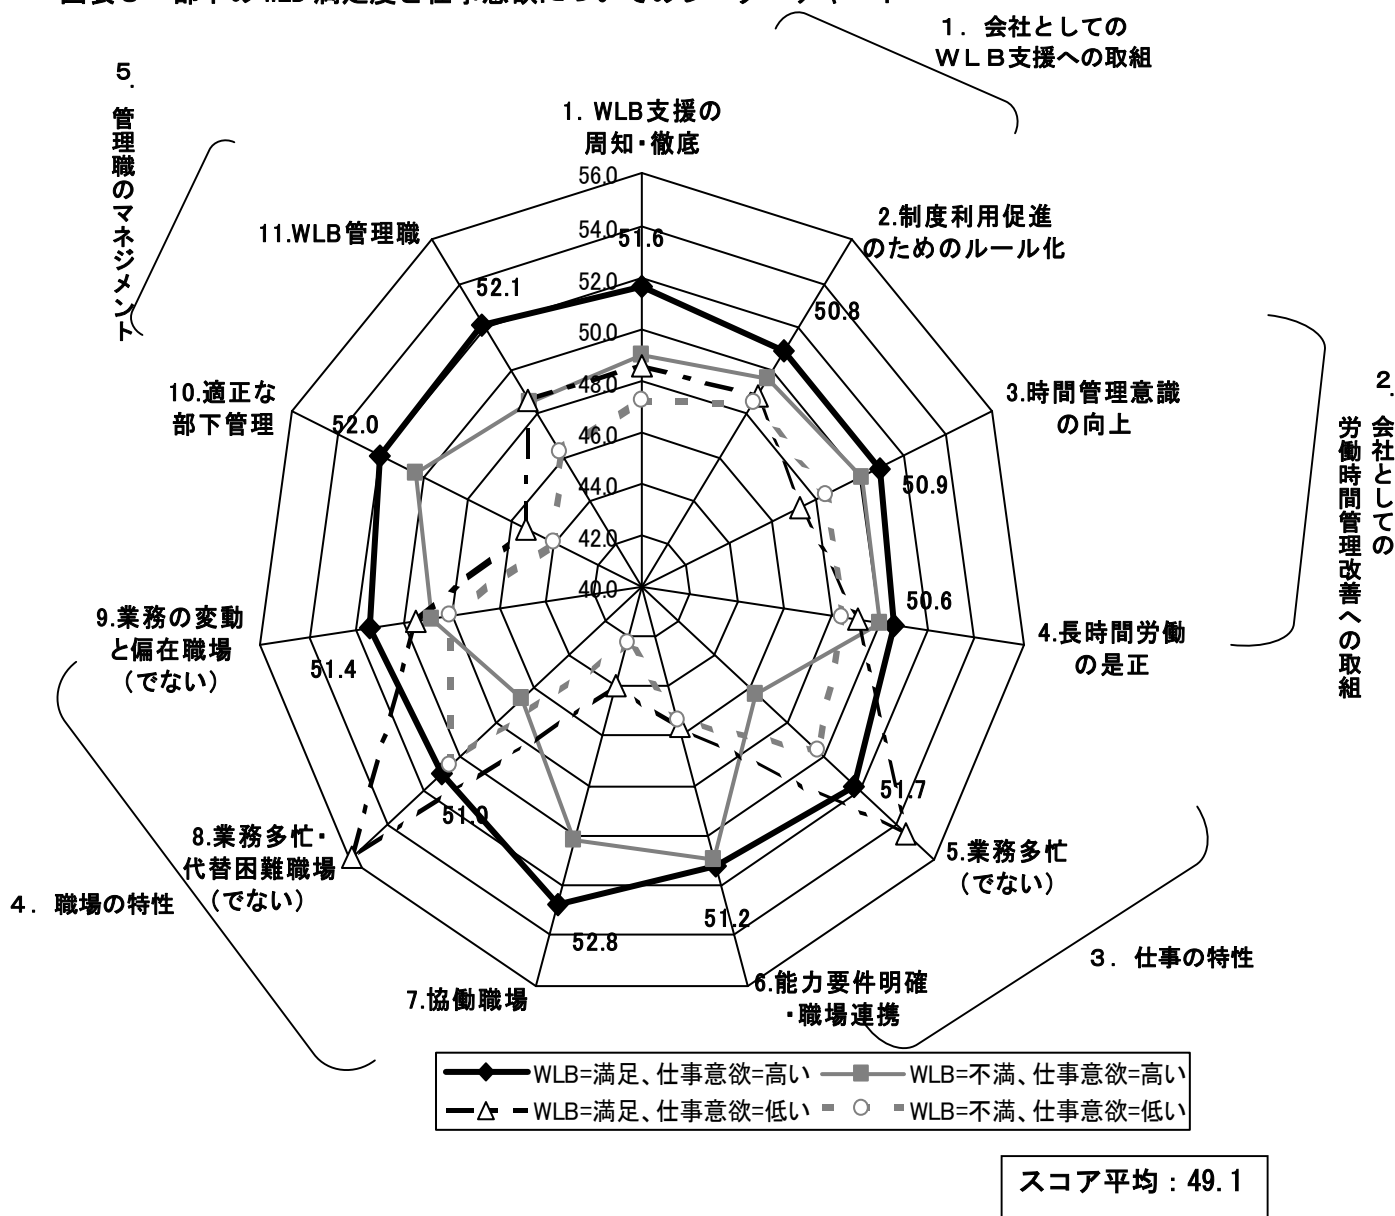 １．会社としての
ＷＬＢ支援への取組
５．管理職のマネジメント
1. WLB支援の
周知・徹底
56.0
54.0
51.6
52.0
50.0
48.0
46.0
44.0
42.0
40.0
2.制度利用促進
のためのルール化
50.8
11.WLB管理職
52.1
3.時間管理意識
の向上
50.9
10.適正な
部下管理
52.0
２．会社としての
労働時間管理改善への取組
4.長時間労働
の是正
50.6
9.業務の変動
と偏在職場
（でない）
51.4
5.業務多忙
（でない）
51.7
8.業務多忙・
代替困難職場
（でない）
51.0
４．職場の特性
6.能力要件明確
・職場連携
51.2
7.協働職場
52.8
３．仕事の特性
WLB=満足、仕事意欲=高い
WLB=不満、仕事意欲=高い
WLB=満足、仕事意欲=低い
WLB=不満、仕事意欲=低い
スコア平均：49.1